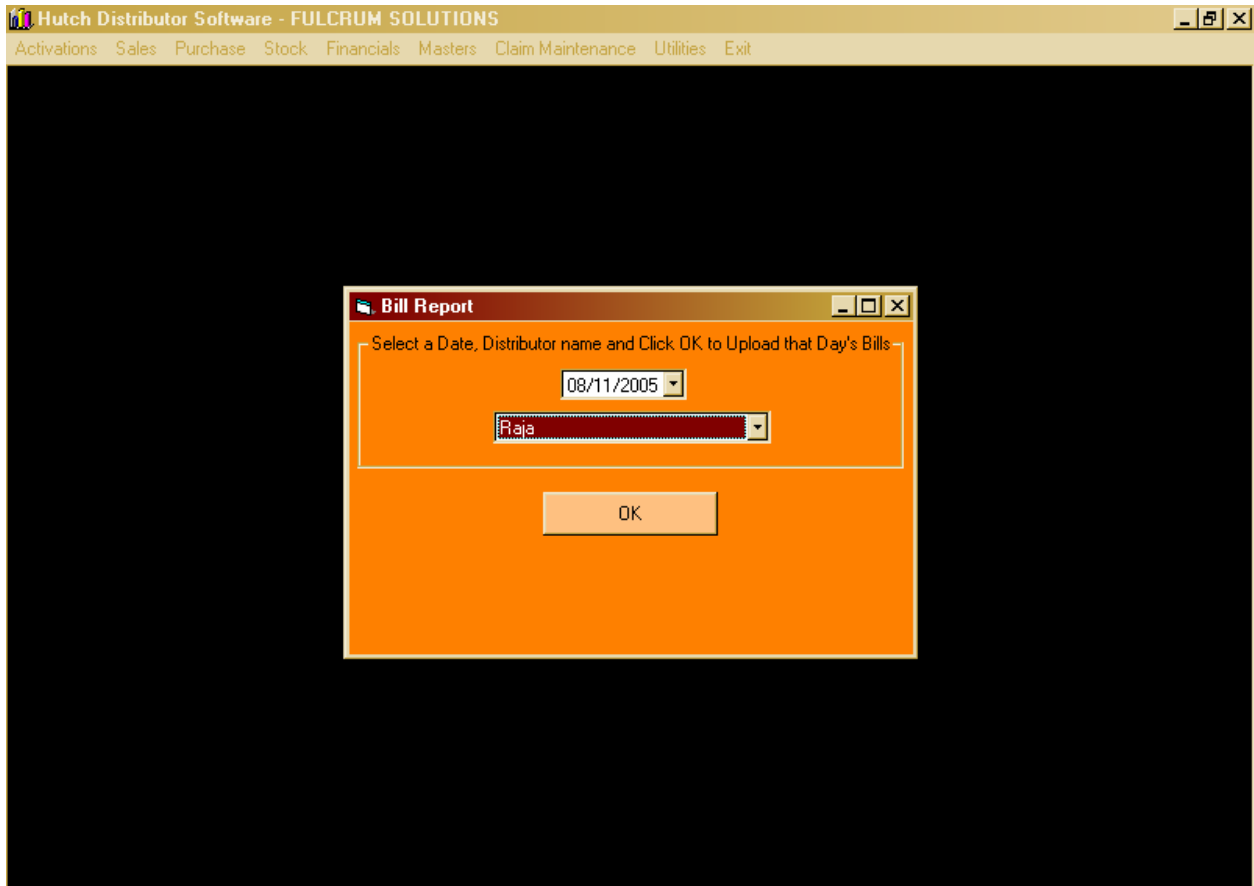 Hutch Distributor Software - FULCRUM SOLUTIONS
Activations Sales Purchase Stock Financials Masters Claim Maintenance Utilities Exit
Bill Report
Select a Date, Distributor name and Click OK to Upload that Day's Bills
08/11/2005
Raja
OK